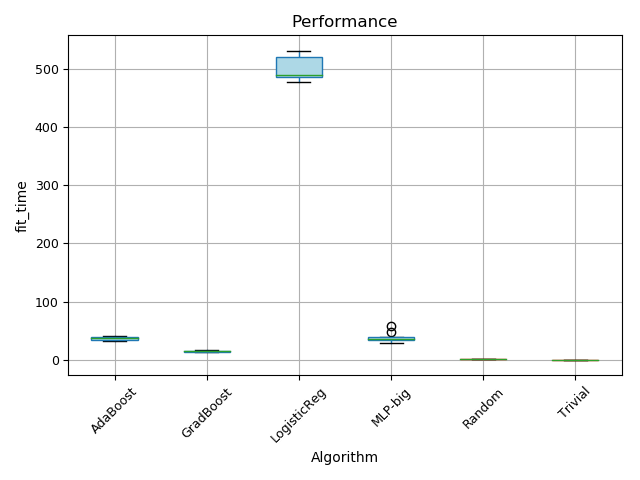 Performance
fit_time
500
400
300
200
100
0
AdaBoost
GradBoost
LogisticReg
MLP-big
Random
Trivial
Algorithm